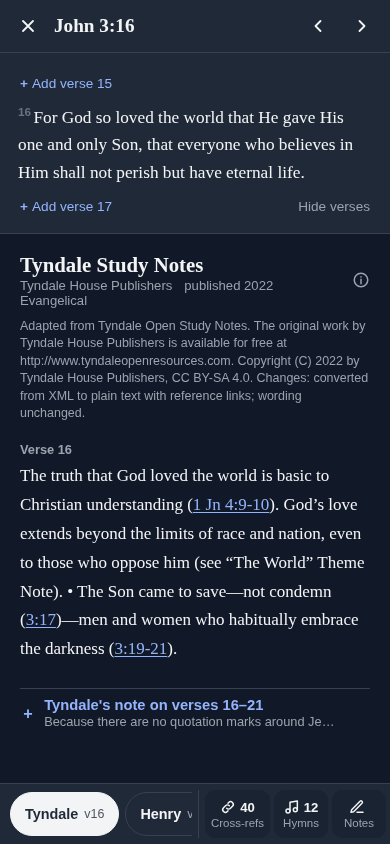 John 3:16
+ Add verse 15
16 For God so loved the world that He gave His
one and only Son, that everyone who believes in
Him shall not perish but have eternal life.
+ Add verse 17 Hide verses
Tyndale Study Notes
Tyndale House Publishers published 2022
Evangelical
Adapted from Tyndale Open Study Notes. The original work by
Tyndale House Publishers is available for free at
http://www.tyndaleopenresources.com. Copyright (C) 2022 by
Tyndale House Publishers, CC BY-SA 4.0. Changes: converted
from XML to plain text with reference links; wording
unchanged.
Verse 16
The truth that God loved the world is basic to
Christian understanding (1 Jn 4:9-10). God’s love
extends beyond the limits of race and nation, even
to those who oppose him (see “The World” Theme
Note). • The Son came to save—not condemn
(3:17)—men and women who habitually embrace
the darkness (3:19-21).
+ Tyndale's note on verses 16–21
Because there are no quotation marks around Je…
Tyndale v16 Henry v 40 12
Cross-refs Hymns Notes